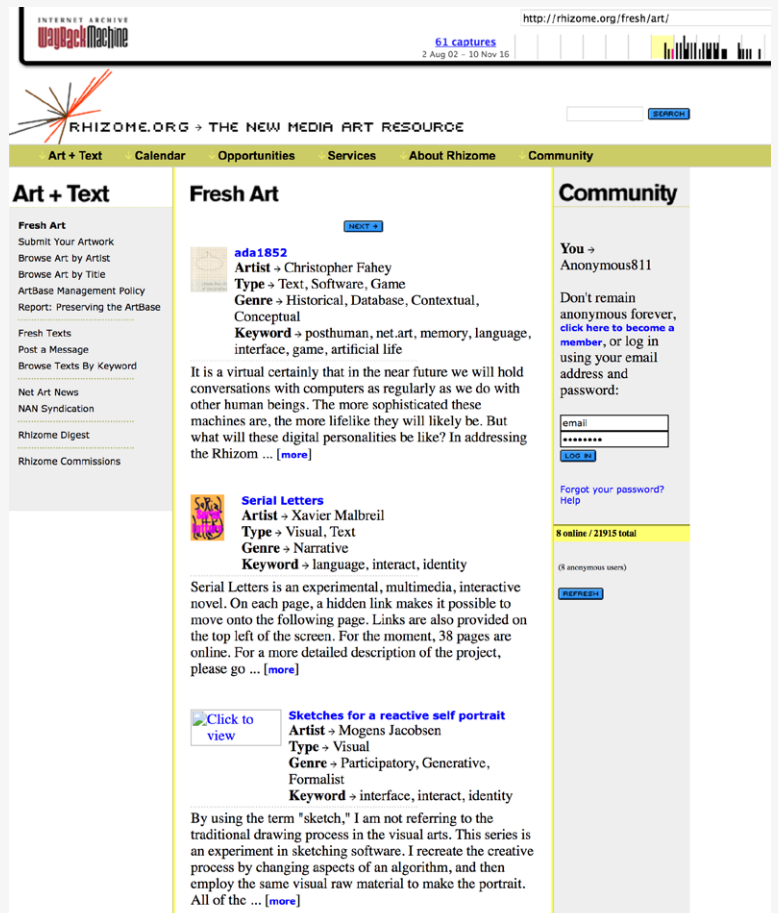 INTERNET ARCHIVE
WayBackMachine
http://rhizome.org/fresh/art/
61 captures
2 Aug 02 – 10 Nov 16
RHIZOME.ORG → THE NEW MEDIA ART RESOURCE
SEARCH
Art + Text
Calendar
Opportunities
Services
About Rhizome
Community
Art + Text
Fresh Art
Submit Your Artwork
Browse Art by Artist
Browse Art by Title
ArtBase Management Policy
Report: Preserving the ArtBase
Fresh Texts
Post a Message
Browse Texts By Keyword
Net Art News
NAN Syndication
Rhizome Digest
Rhizome Commissions
Fresh Art
NEXT →
ada1852
Artist → Christopher Fahey
Type → Text, Software, Game
Genre → Historical, Database, Contextual,
Conceptual
Keyword → posthuman, net.art, memory, language,
interface, game, artificial life
It is a virtual certainly that in the near future we will hold
conversations with computers as regularly as we do with
other human beings. The more sophisticated these
machines are, the more lifelike they will likely be. But
what will these digital personalities be like? In addressing
the Rhizom ... [more]
SeRial
Letters
Serial Letters
Artist → Xavier Malbreil
Type → Visual, Text
Genre → Narrative
Keyword → language, interact, identity
Serial Letters is an experimental, multimedia, interactive
novel. On each page, a hidden link makes it possible to
move onto the following page. Links are also provided on
the top left of the screen. For the moment, 38 pages are
online. For a more detailed description of the project,
please go ... [more]
Click to
view
Sketches for a reactive self portrait
Artist → Mogens Jacobsen
Type → Visual
Genre → Participatory, Generative,
Formalist
Keyword → interface, interact, identity
By using the term "sketch," I am not referring to the
traditional drawing process in the visual arts. This series is
an experiment in sketching software. I recreate the creative
process by changing aspects of an algorithm, and then
employ the same visual raw material to make the portrait.
All of the ... [more]
Community
You →
Anonymous811
Don't remain
anonymous forever,
click here to become a
member, or log in
using your email
address and
password:
email
••••••••
LOG IN
Forgot your password?
Help
8 online / 21915 total
(8 anonymous users)
REFRESH